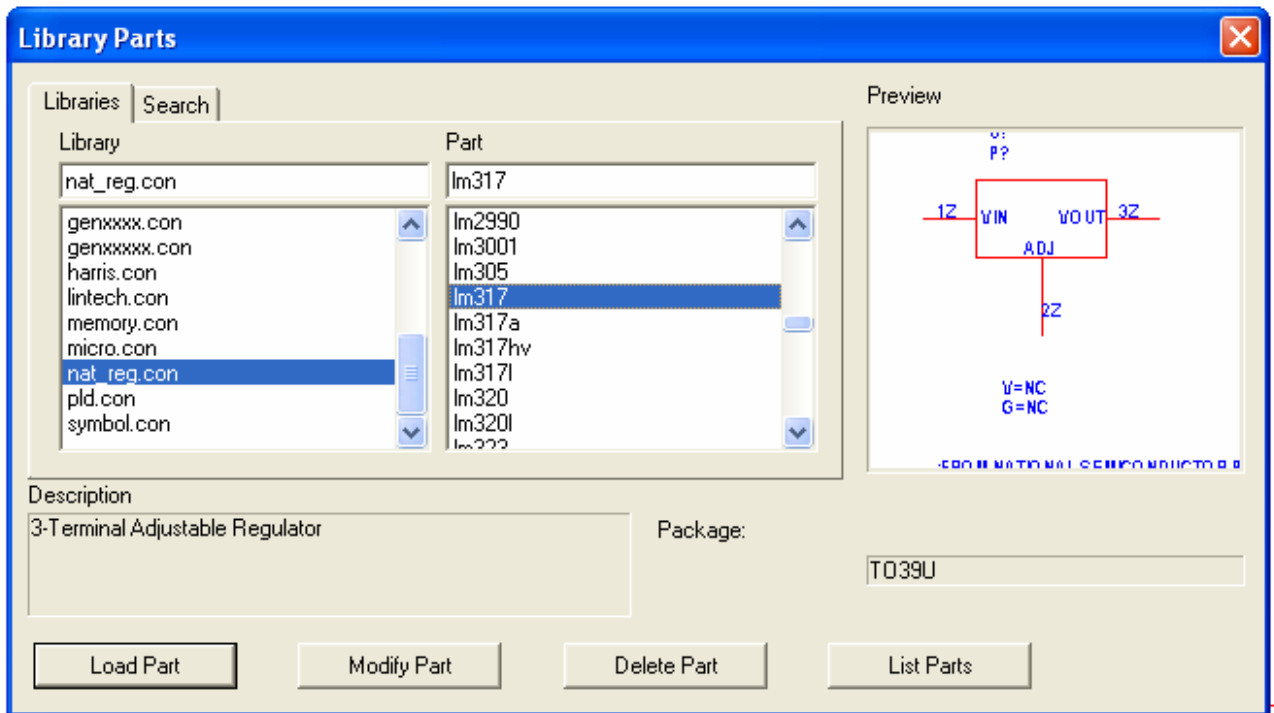 Library Parts
Libraries
Search
Library
Part
nat_reg.con
lm317
genxxxx.con
genxxxxx.con
harris.con
lintech.con
memory.con
micro.con
nat_reg.con
pld.con
symbol.con
lm2990
lm3001
lm305
lm317
lm317a
lm317hv
lm317l
lm320
lm320l
Preview
P?
1Z
VIN
VOUT
3Z
ADJ
2Z
V=NC
G=NC
FROM NATIONAL SEMICONDUCTOR
Description
3-Terminal Adjustable Regulator
Package:
TO39U
Load Part
Modify Part
Delete Part
List Parts